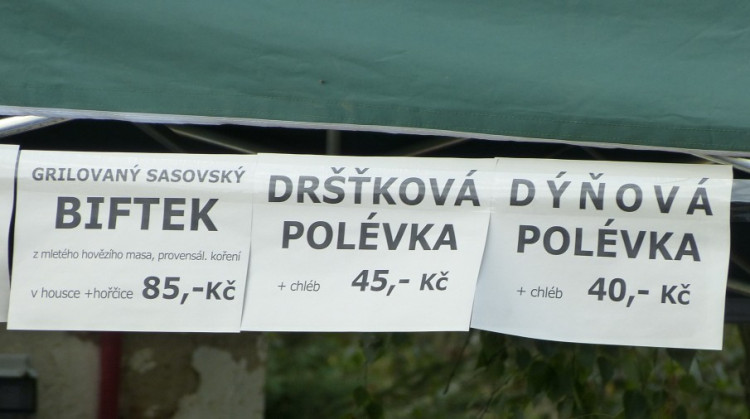 GRILOVANÝ SASOVSKÝ
BIFTEK
z mletého hovězího masa, provensál. koření
v housce +hořčice 85,-Kč
DRŠŤKOVÁ
POLÉVKA
+ chléb 45,- Kč
DÝŇOVÁ
POLÉVKA
+ chléb 40,- Kč